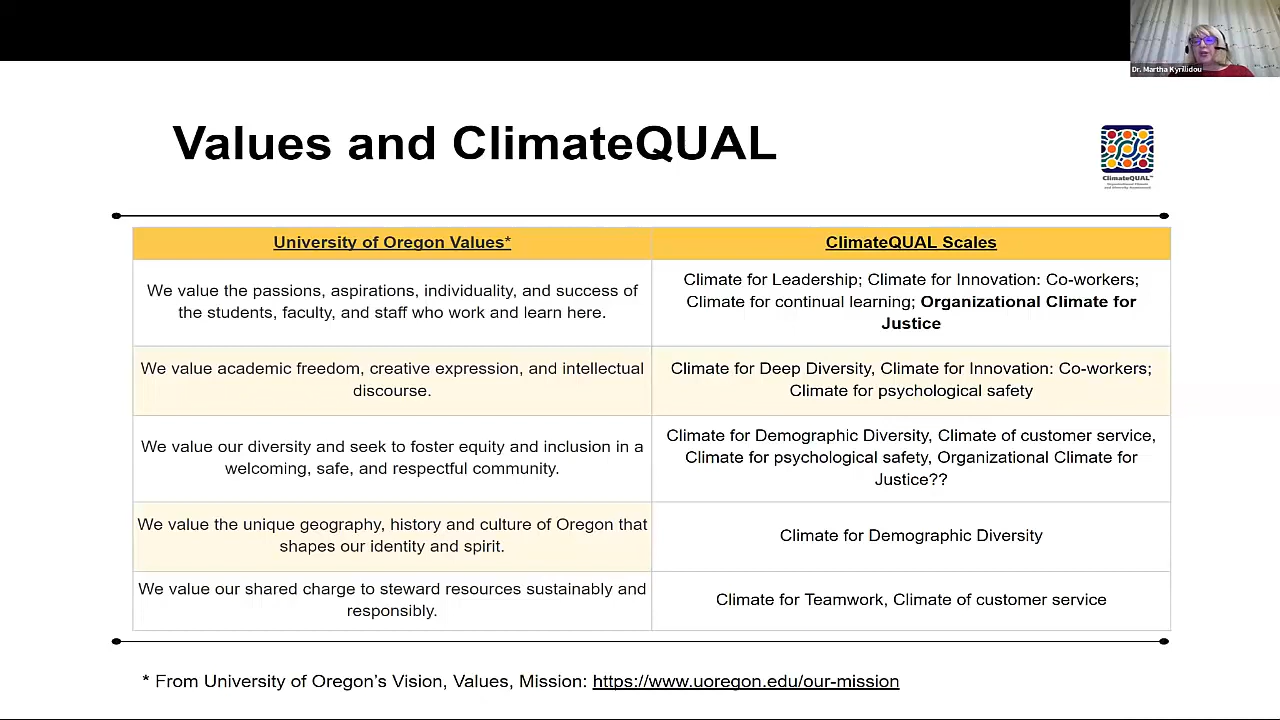 Dr. Martha Kyrillidou
Values and ClimateQUAL
ClimateQUAL™
Organizational Climate
and Diversity Assessment
University of Oregon Values*
ClimateQUAL Scales
We value the passions, aspirations, individuality, and success of
the students, faculty, and staff who work and learn here.
Climate for Leadership; Climate for Innovation: Co-workers;
Climate for continual learning; Organizational Climate for
Justice
We value academic freedom, creative expression, and intellectual
discourse.
Climate for Deep Diversity, Climate for Innovation: Co-workers;
Climate for psychological safety
We value our diversity and seek to foster equity and inclusion in a
welcoming, safe, and respectful community.
Climate for Demographic Diversity, Climate of customer service,
Climate for psychological safety, Organizational Climate for
Justice??
We value the unique geography, history and culture of Oregon that
shapes our identity and spirit.
Climate for Demographic Diversity
We value our shared charge to steward resources sustainably and
responsibly.
Climate for Teamwork, Climate of customer service
* From University of Oregon's Vision, Values, Mission: https://www.uoregon.edu/our-mission